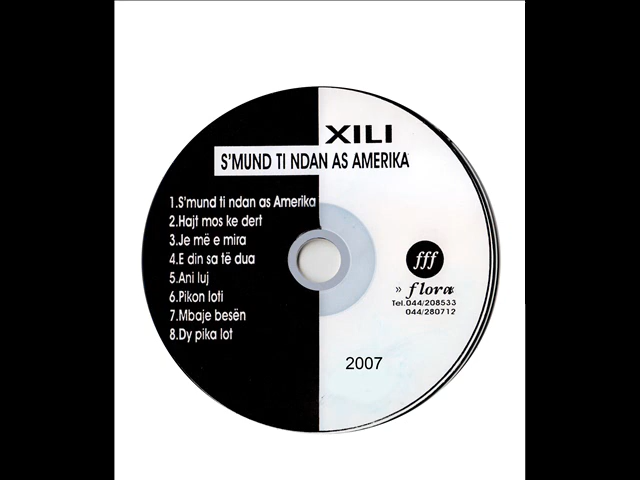 XILI
S'MUND TI NDAN AS AMERIKA
1.S'mund ti ndan as Amerika
2.Hajt mos ke dert
3.Je më e mira
4.E din sa të dua
5.Ani luj
6.Pikon loti
7.Mbaje besën
8.Dy pika lot
fff
» flora
Tel.044/208533
044/280712
2007